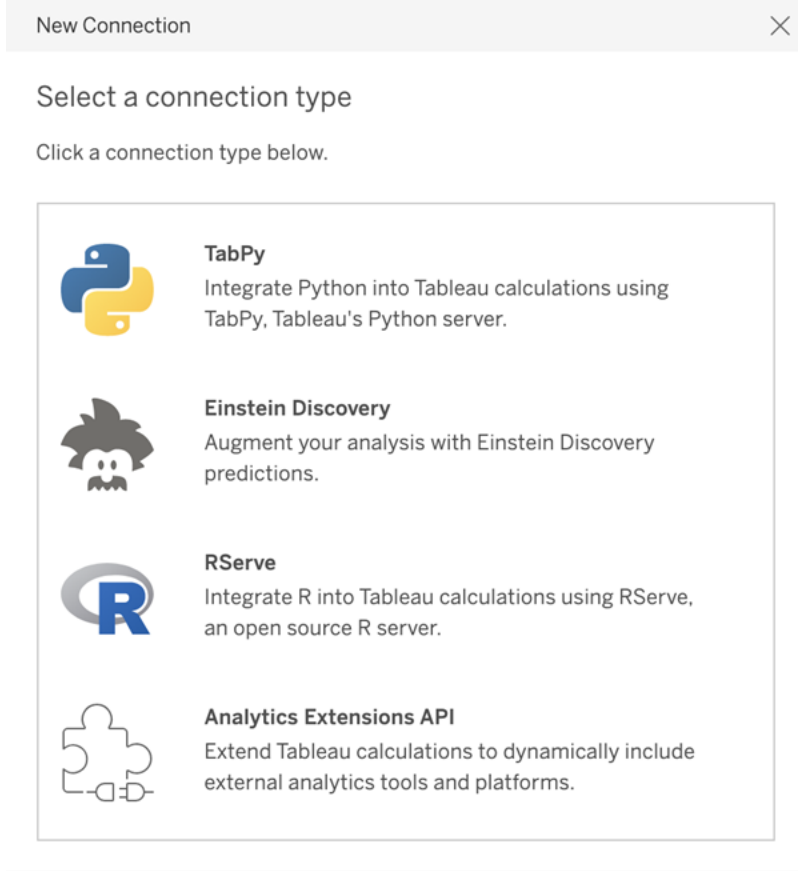 New Connection
Select a connection type
Click a connection type below.
TabPy
Integrate Python into Tableau calculations using
TabPy, Tableau's Python server.
Einstein Discovery
Augment your analysis with Einstein Discovery
predictions.
R
RServe
Integrate R into Tableau calculations using RServe,
an open source R server.
Analytics Extensions API
Extend Tableau calculations to dynamically include
external analytics tools and platforms.